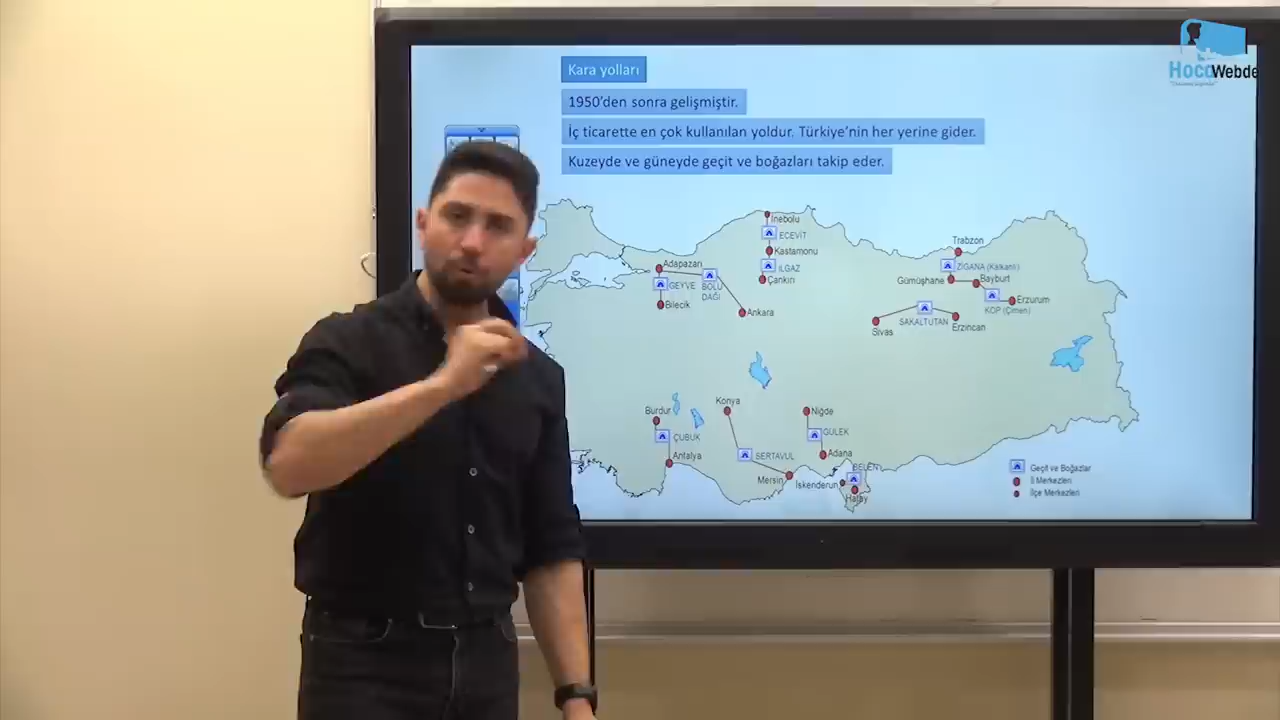 Hoca Webde
Kara yolları
1950'den sonra gelişmiştir.
İç ticarette en çok kullanılan yoldur. Türkiye'nin her yerine gider.
Kuzeyde ve güneyde geçit ve boğazları takip eder.
İnebolu
ECEVİT
Kastamonu
ILGAZ
Çankırı
Adapazarı
GEYVE
BOLU
DAĞI
Bilecik
Ankara
Trabzon
ZİGANA (Kalkanlı)
Gümüşhane
Bayburt
Erzurum
KOP (Çimen)
SAKALTUTAN
Sivas
Erzincan
Burdur
ÇUBUK
Antalya
Konya
SERTAVUL
Mersin
Niğde
GÜLEK
Adana
BELEN
İskenderun
Hatay
Geçit ve Boğazlar
İl Merkezleri
İlçe Merkezleri